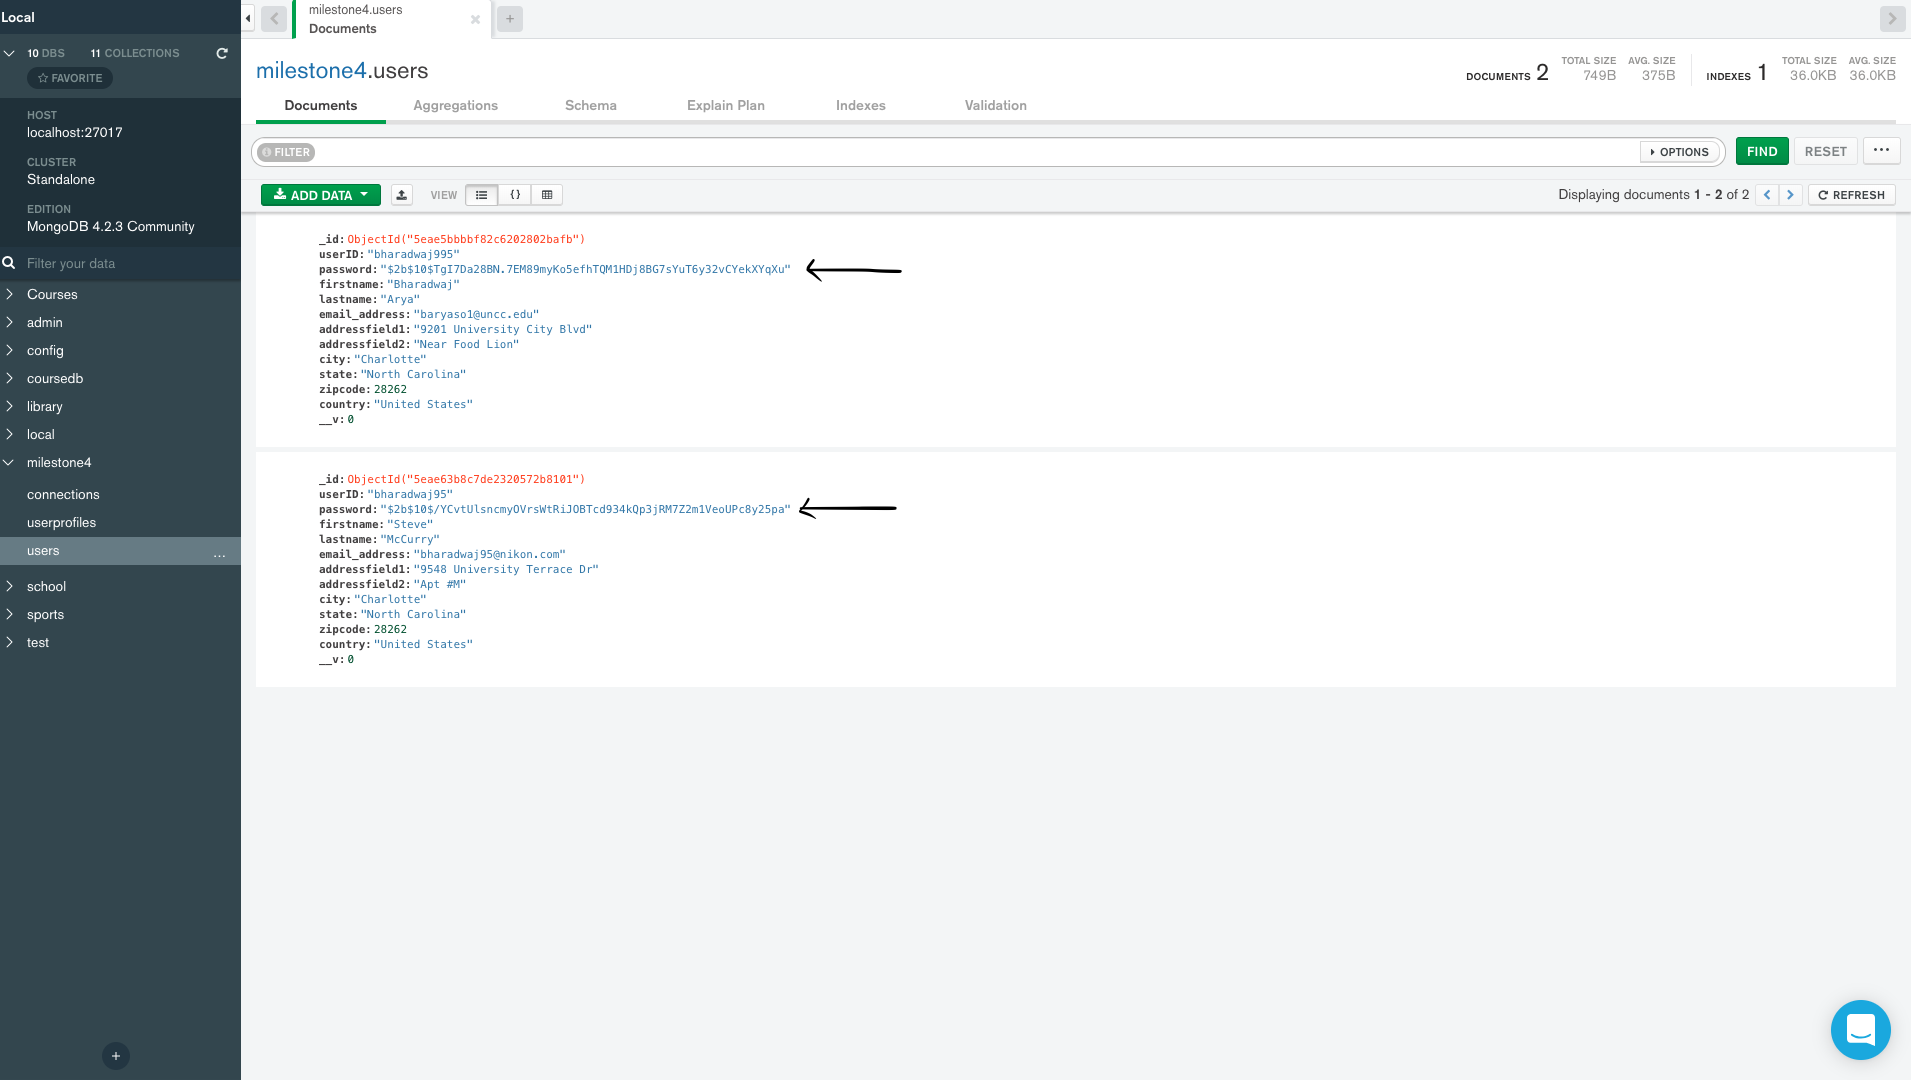 Local
10 DBS 11 COLLECTIONS
FAVORITE
HOST
localhost:27017
CLUSTER
Standalone
EDITION
MongoDB 4.2.3 Community
Filter your data
Courses
admin
config
coursedb
library
local
milestone4
connections
userprofiles
users ...
school
sports
test
+
milestone4.users
Documents
+
milestone4.users
DOCUMENTS 2 TOTAL SIZE 749B AVG. SIZE 375B INDEXES 1 TOTAL SIZE 36.0KB AVG. SIZE 36.0KB
Documents Aggregations Schema Explain Plan Indexes Validation
FILTER OPTIONS FIND RESET ...
ADD DATA VIEW {} Displaying documents 1 - 2 of 2 < > REFRESH
_id: ObjectId("5eae5bbbbf82c6202802bafb")
userID: "bharadwaj995"
password: "$2b$10$TgI7Da28BN.7EM89myKo5efhTQM1HDj8BG7sYuT6y32vCYekXYqXu"
firstname: "Bharadwaj"
lastname: "Arya"
email_address: "baryaso1@uncc.edu"
addressfield1: "9201 University City Blvd"
addressfield2: "Near Food Lion"
city: "Charlotte"
state: "North Carolina"
zipcode: 28262
country: "United States"
__v: 0
_id: ObjectId("5eae63b8c7de2320572b8101")
userID: "bharadwaj95"
password: "$2b$10$/YCvtUlsncmyOVrsWtRiJOBTcd934kQp3jRM7Z2m1VeoUPc8y25pa"
firstname: "Steve"
lastname: "McCurry"
email_address: "bharadwaj95@nikon.com"
addressfield1: "9548 University Terrace Dr"
addressfield2: "Apt #M"
city: "Charlotte"
state: "North Carolina"
zipcode: 28262
country: "United States"
__v: 0